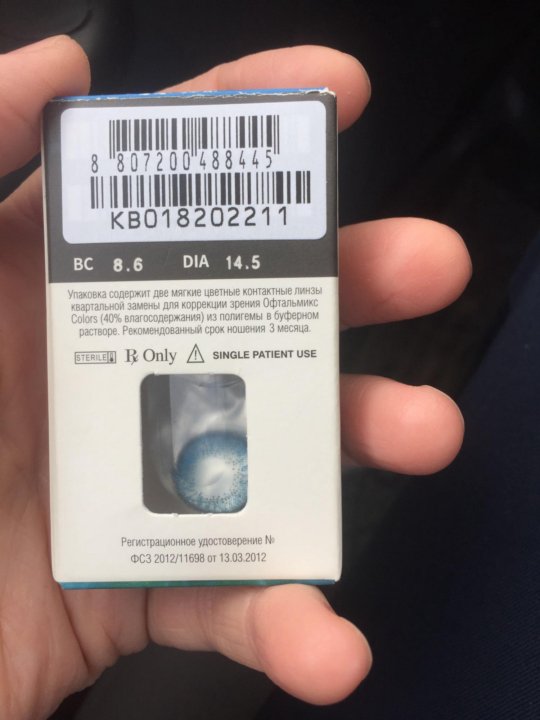 8 807200 488445
KB018202211
BC 8.6 DIA 14.5
Упаковка содержит две мягкие цветные контактные линзы
квартальной замены для коррекции зрения Офтальмикс
Colors (40% влагосодержания) из полигемы в буферном
растворе. Рекомендованный срок ношения 3 месяца.
STERILE Rx Only SINGLE PATIENT USE
Регистрационное удостоверение №
ФСЗ 2012/11698 от 13.03.2012